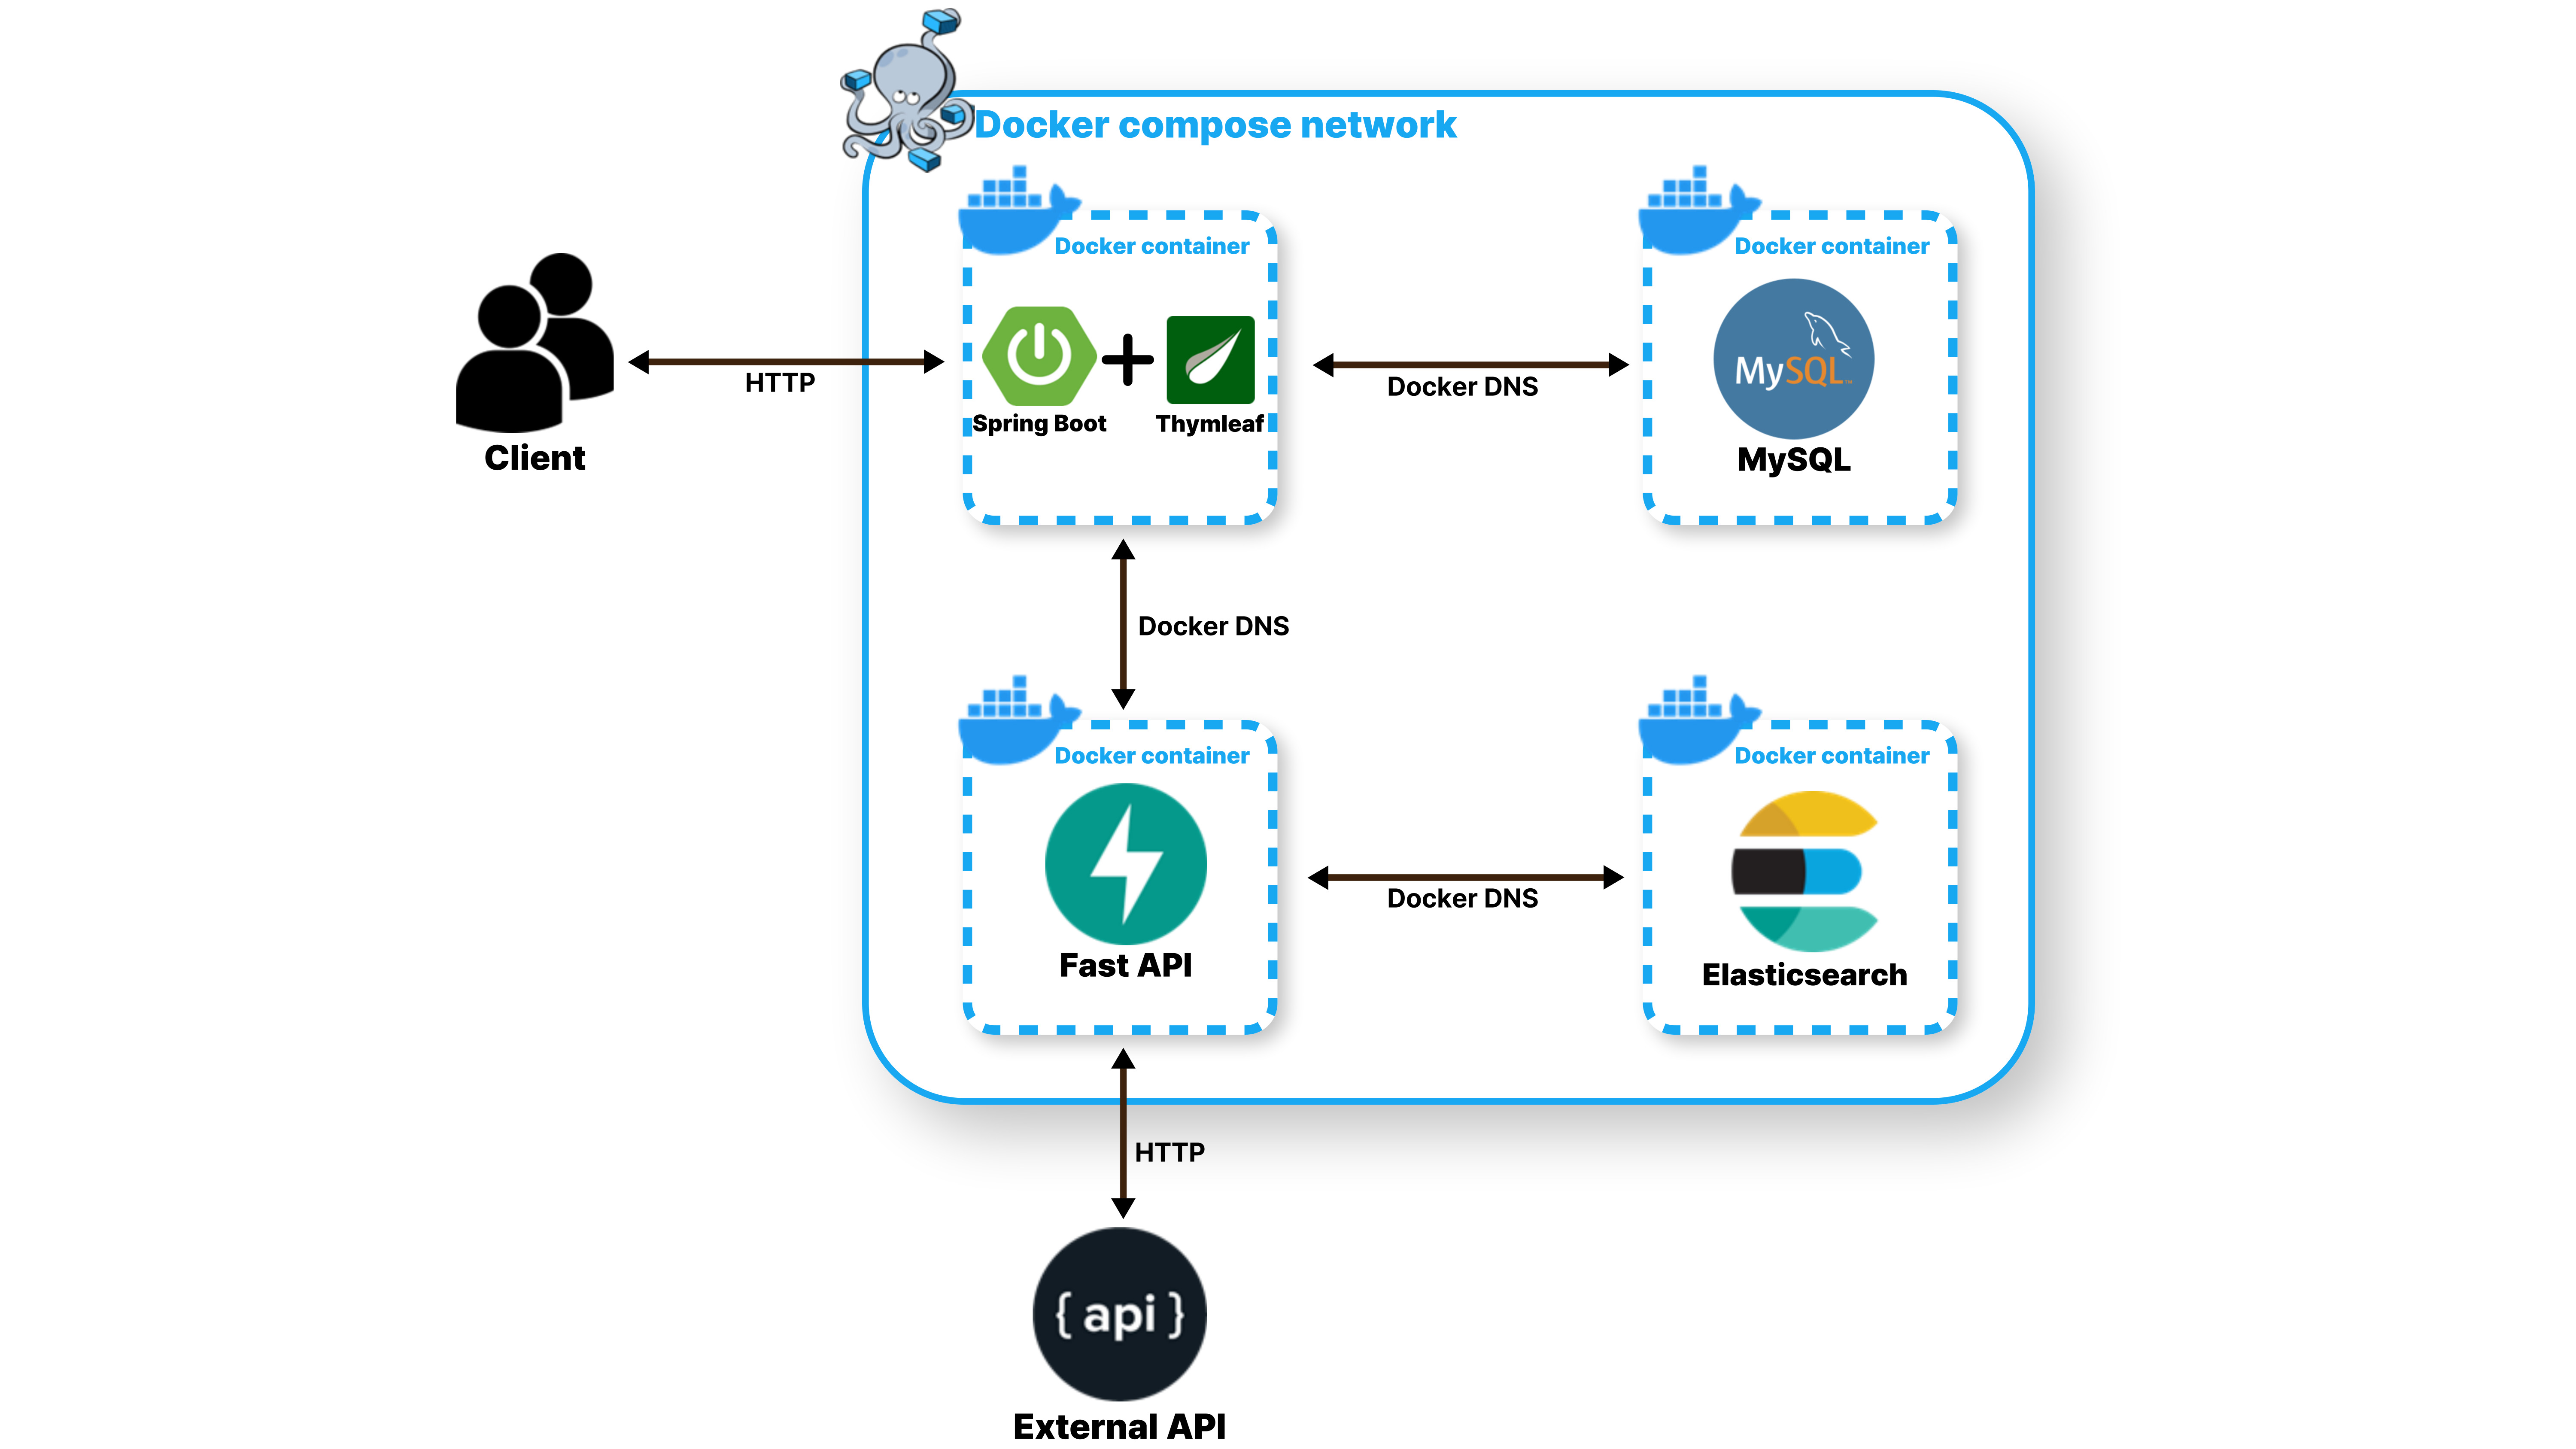 Docker compose network
Docker container
Docker container
Spring Boot
Thymleaf
MySQL
MySQL
Client
HTTP
Docker DNS
Docker DNS
Docker container
Docker container
Fast API
Docker DNS
Elasticsearch
HTTP
{ api }
External API